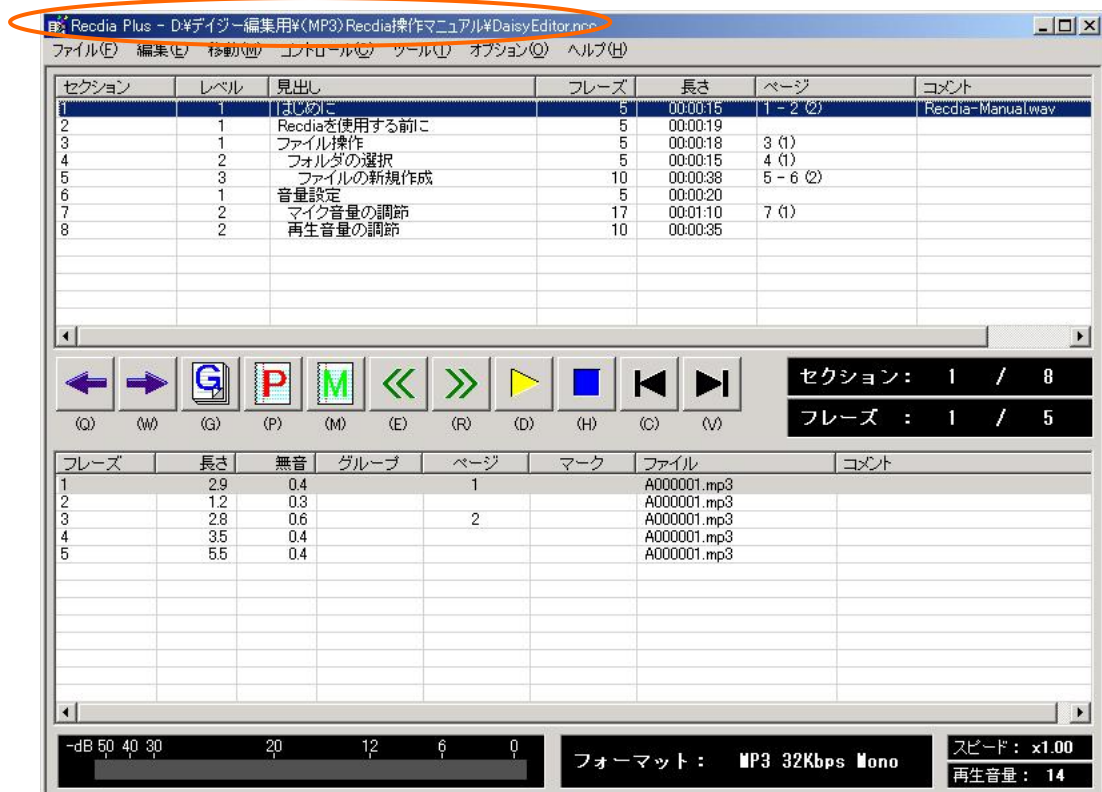 Recdia Plus - D:¥デイジー編集用¥(MP3)Recdia操作マニュアル¥DaisyEditor.ncc
ファイル(F) 編集(E) 移動(M) コントロール(C) ツール(T) オプション(O) ヘルプ(H)
セクション レベル 見出し フレーズ 長さ ページ コメント
1 1 はじめに 5 00:00:15 1 - 2 (2) Recdia-Manual.wav
2 1 Recdiaを使用する前に 5 00:00:19
3 1 ファイル操作 5 00:00:18 3 (1)
4 2 フォルダの選択 5 00:00:15 4 (1)
5 3 ファイルの新規作成 10 00:00:38 5 - 6 (2)
6 1 音量設定 5 00:00:20
7 2 マイク音量の調節 17 00:01:10 7 (1)
8 2 再生音量の調節 10 00:00:35
G P M
(Q) (W) (G) (P) (M) (E) (R) (D) (H) (C) (V)
セクション: 1 / 8
フレーズ : 1 / 5
フレーズ 長さ 無音 グループ ページ マーク ファイル コメント
1 2.9 0.4 1 A000001.mp3
2 1.2 0.3 A000001.mp3
3 2.8 0.6 2 A000001.mp3
4 3.5 0.4 A000001.mp3
5 5.5 0.4 A000001.mp3
-dB 50 40 30 20 12 6 0
フォーマット: MP3 32Kbps Mono
スピード: x1.00
再生音量: 14